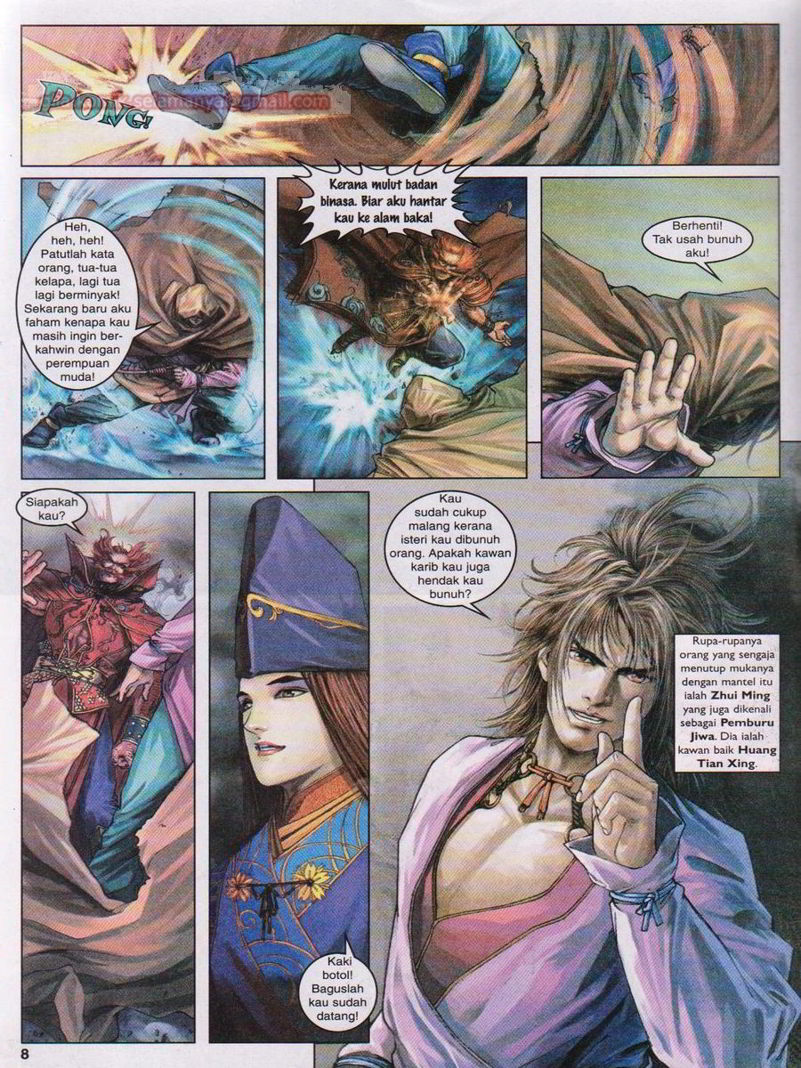 PONG!
selamanya@gmail.com
Heh,
heh, heh!
Patutlah kata
orang, tua-tua
kelapa, lagi tua
lagi berminyak!
Sekarang baru aku
faham kenapa kau
masih ingin ber-
kahwin dengan
perempuan
muda!
Kerana mulut badan
binasa. Biar aku hantar
kau ke alam baka!
Berhenti!
Tak usah bunuh
aku!
Siapakah
kau?
Kaki
botol!
Baguslah
kau sudah
datang!
Kau
sudah cukup
malang kerana
isteri kau dibunuh
orang. Apakah kawan
karib kau juga
hendak kau
bunuh?
Rupa-rupanya
orang yang sengaja
menutup mukanya
dengan mantel itu
ialah Zhui Ming
yang juga dikenali
sebagai Pemburu
Jiwa. Dia ialah
kawan baik Huang
Tian Xing.
8